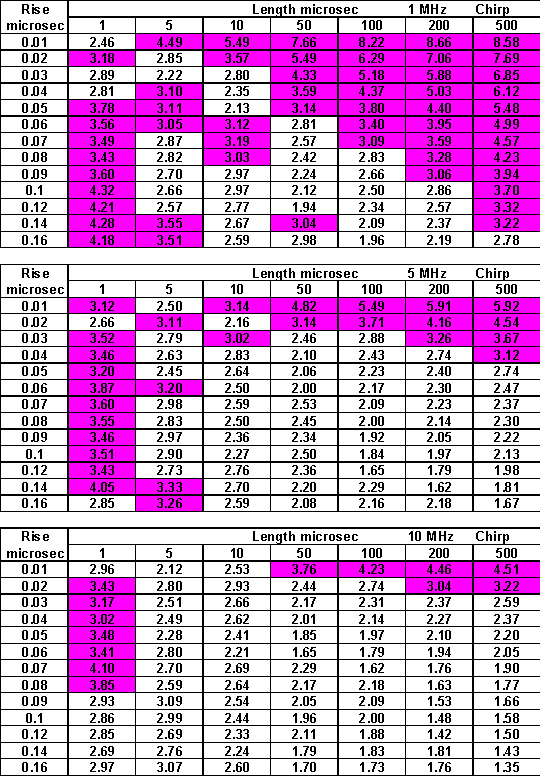 Rise Length microsec 1 MHz Chirp
microsec 1 5 10 50 100 200 500
0.01 2.46 4.49 5.49 7.66 8.22 8.66 8.58
0.02 3.18 2.85 3.57 5.49 6.29 7.06 7.69
0.03 2.89 2.22 2.80 4.33 5.18 5.88 6.85
0.04 2.81 3.10 2.35 3.59 4.37 5.03 6.12
0.05 3.78 3.11 2.13 3.14 3.80 4.40 5.48
0.06 3.56 3.05 3.12 2.81 3.40 3.95 4.99
0.07 3.49 2.87 3.19 2.57 3.09 3.59 4.57
0.08 3.43 2.82 3.03 2.42 2.83 3.28 4.23
0.09 3.60 2.70 2.97 2.24 2.66 3.06 3.94
0.1 4.32 2.66 2.97 2.12 2.50 2.86 3.70
0.12 4.21 2.57 2.77 1.94 2.34 2.57 3.32
0.14 4.28 3.55 2.67 3.04 2.09 2.37 3.22
0.16 4.18 3.51 2.59 2.98 1.96 2.19 2.78
Rise Length microsec 5 MHz Chirp
microsec 1 5 10 50 100 200 500
0.01 3.12 2.50 3.14 4.82 5.49 5.91 5.92
0.02 2.66 3.11 2.16 3.14 3.71 4.16 4.54
0.03 3.52 2.79 3.02 2.46 2.88 3.26 3.67
0.04 3.46 2.63 2.83 2.10 2.43 2.74 3.12
0.05 3.20 2.45 2.64 2.06 2.23 2.40 2.74
0.06 3.87 3.20 2.50 2.00 2.17 2.30 2.47
0.07 3.60 2.98 2.59 2.53 2.09 2.23 2.37
0.08 3.55 2.83 2.50 2.45 2.00 2.14 2.30
0.09 3.46 2.97 2.36 2.34 1.92 2.05 2.22
0.1 3.51 2.90 2.27 2.50 1.84 1.97 2.13
0.12 3.43 2.73 2.76 2.36 1.65 1.79 1.98
0.14 4.05 3.33 2.70 2.20 2.29 1.62 1.81
0.16 2.85 3.26 2.59 2.08 2.16 2.18 1.67
Rise Length microsec 10 MHz Chirp
microsec 1 5 10 50 100 200 500
0.01 2.96 2.12 2.53 3.76 4.23 4.46 4.51
0.02 3.43 2.80 2.93 2.44 2.74 3.04 3.22
0.03 3.17 2.51 2.66 2.17 2.31 2.37 2.59
0.04 3.02 2.49 2.62 2.01 2.14 2.27 2.37
0.05 3.48 2.28 2.41 1.85 1.97 2.10 2.20
0.06 3.41 2.80 2.21 1.65 1.79 1.94 2.05
0.07 4.10 2.70 2.69 2.29 1.62 1.76 1.90
0.08 3.85 2.59 2.64 2.17 2.18 1.63 1.77
0.09 2.93 3.09 2.54 2.05 2.09 1.53 1.66
0.1 2.86 2.99 2.44 1.96 2.00 1.48 1.58
0.12 2.85 2.69 2.33 2.11 1.88 1.42 1.50
0.14 2.69 2.76 2.24 1.79 1.83 1.81 1.43
0.16 2.97 3.07 2.60 1.70 1.73 1.76 1.35